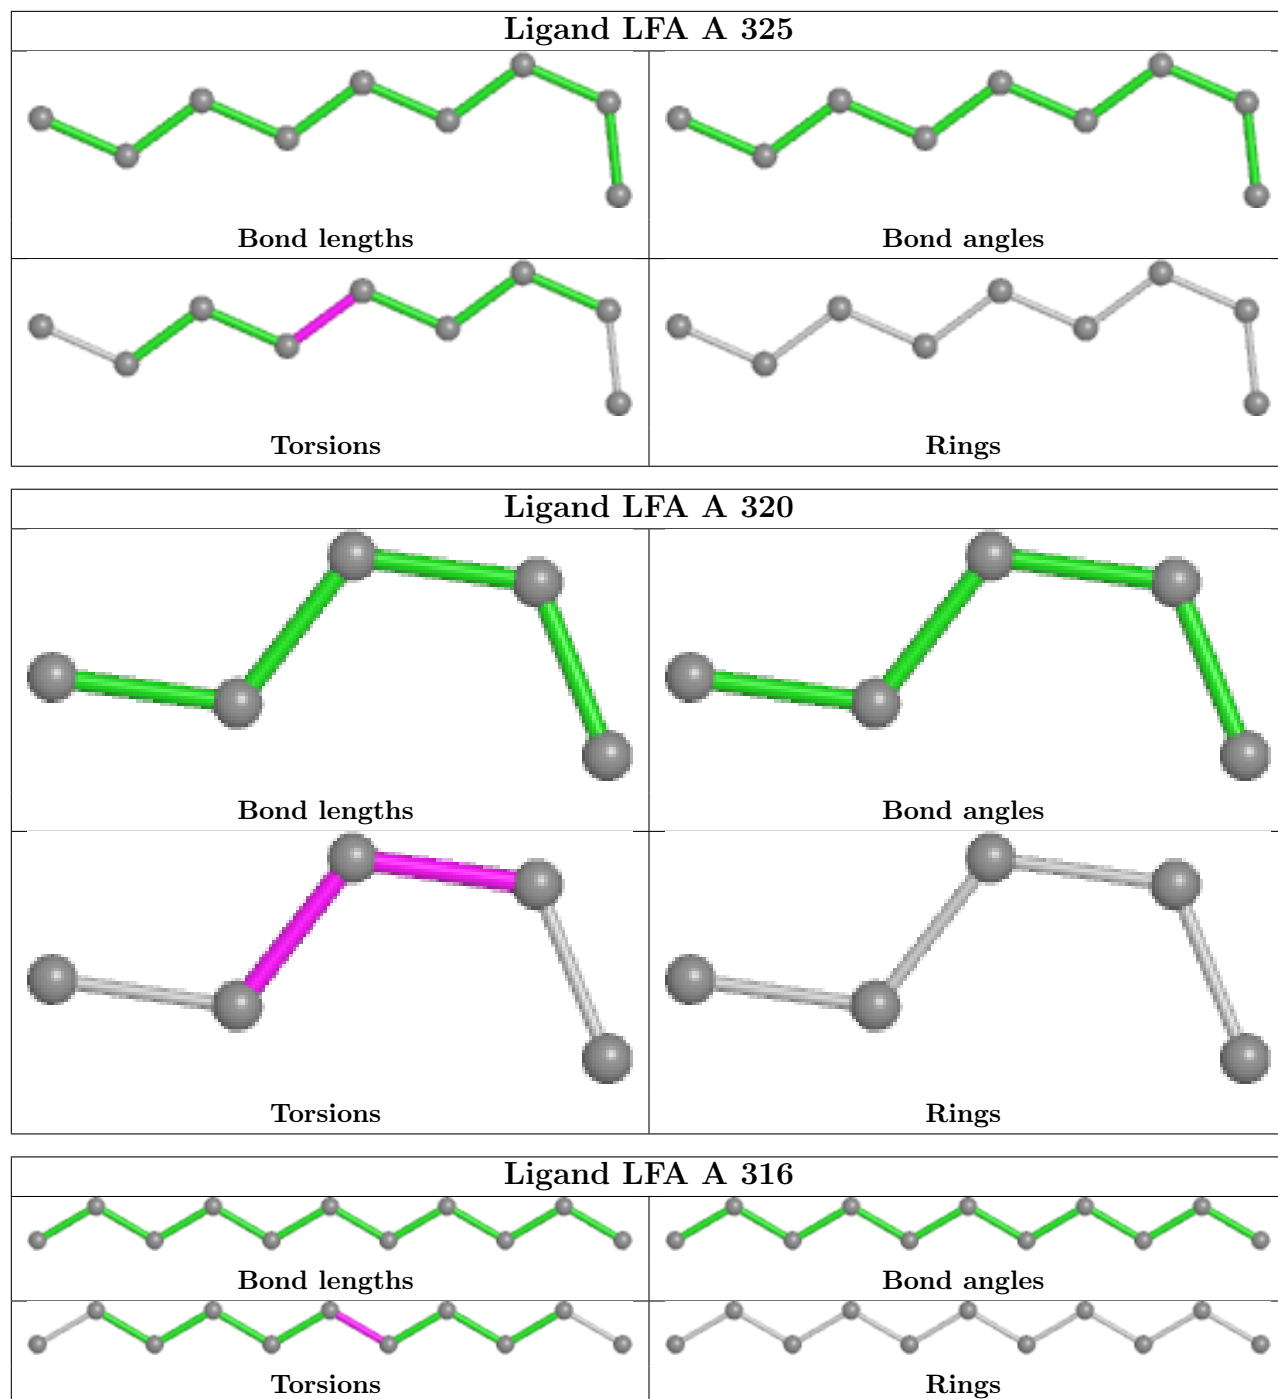 Ligand LFA A 325
Bond lengths
Bond angles
Torsions
Rings
Ligand LFA A 320
Bond lengths
Bond angles
Torsions
Rings
Ligand LFA A 316
Bond lengths
Bond angles
Torsions
Rings